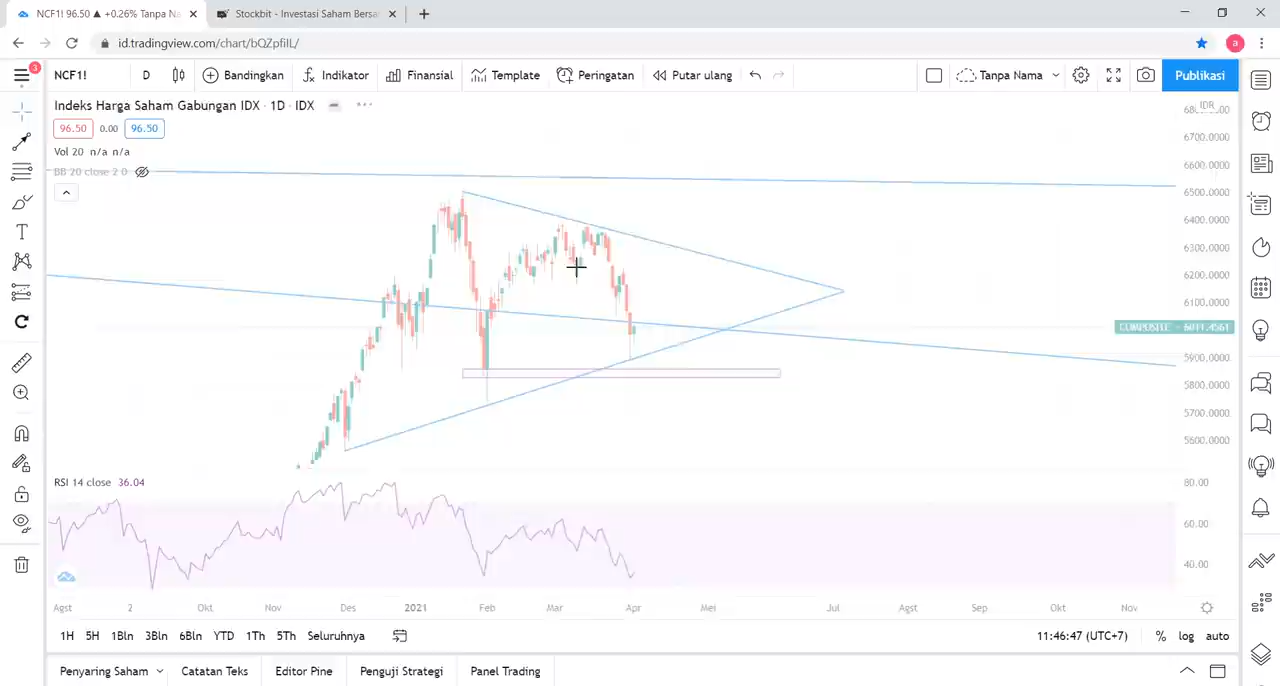 NCF1! 96.50 ▲ +0.26% Tanpa Na
Stockbit - Investasi Saham Bersa
id.tradingview.com/chart/bQZpfiIL/
a
3
NCF1! D Bandingkan Indikator Finansial Template Peringatan Putar ulang Tanpa Nama Publikasi
Indeks Harga Saham Gabungan IDX · 1D · IDX
IDR
96.50 0.00 96.50
6700.0000
Vol 20 n/a n/a
6600.0000
BB 20 close 2 0
6500.0000
6400.0000
6300.0000
6200.0000
6100.0000
COMPOSITE 6011.4561
5900.0000
5800.0000
5700.0000
5600.0000
RSI 14 close 36.04
80.00
60.00
40.00
Agst 2 Okt Nov Des 2021 Feb Mar Apr Mei Jul Agst Sep Okt Nov
1H 5H 1Bln 3Bln 6Bln YTD 1Th 5Th Seluruhnya 11:46:47 (UTC+7) % log auto
Penyaring Saham Catatan Teks Editor Pine Penguji Strategi Panel Trading